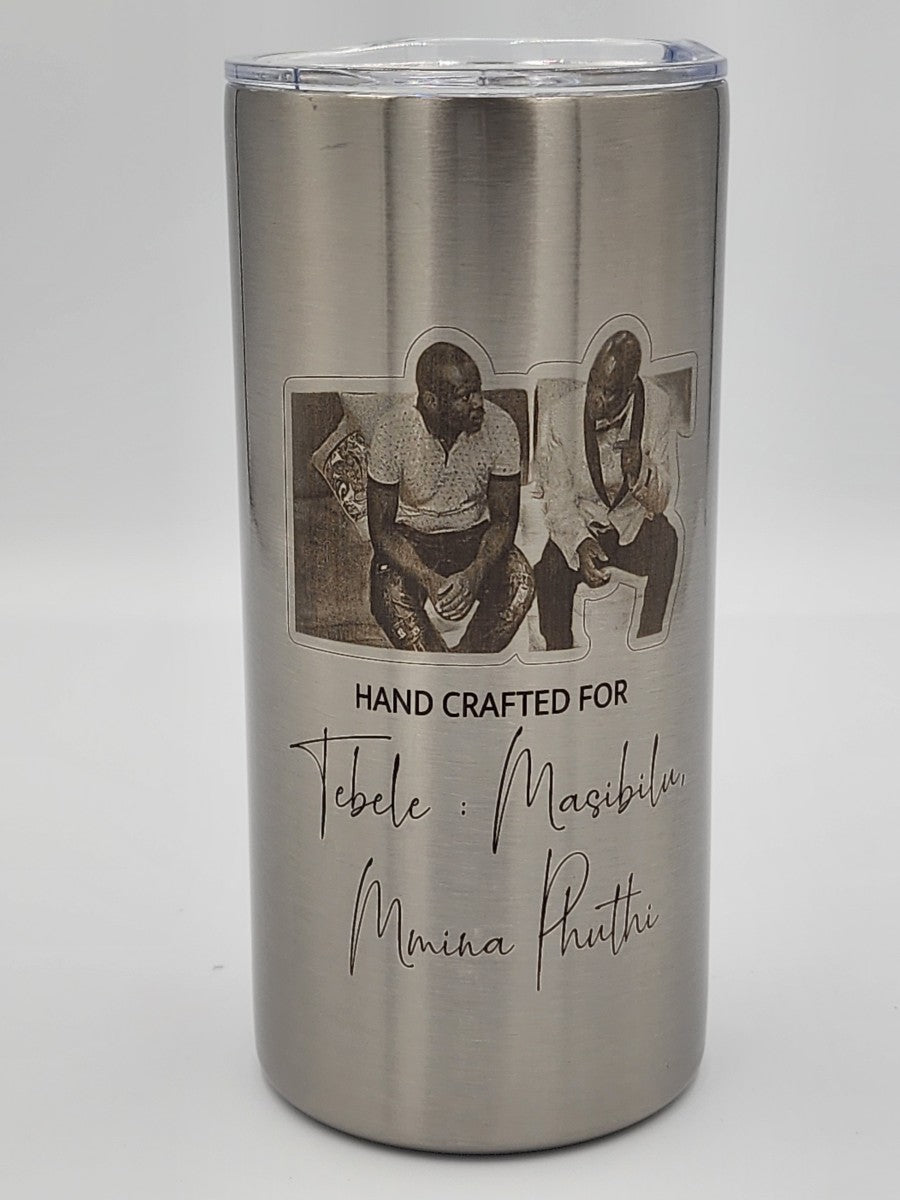 HAND CRAFTED FOR
Tebele : Masibilu,
Mmina Phuthi